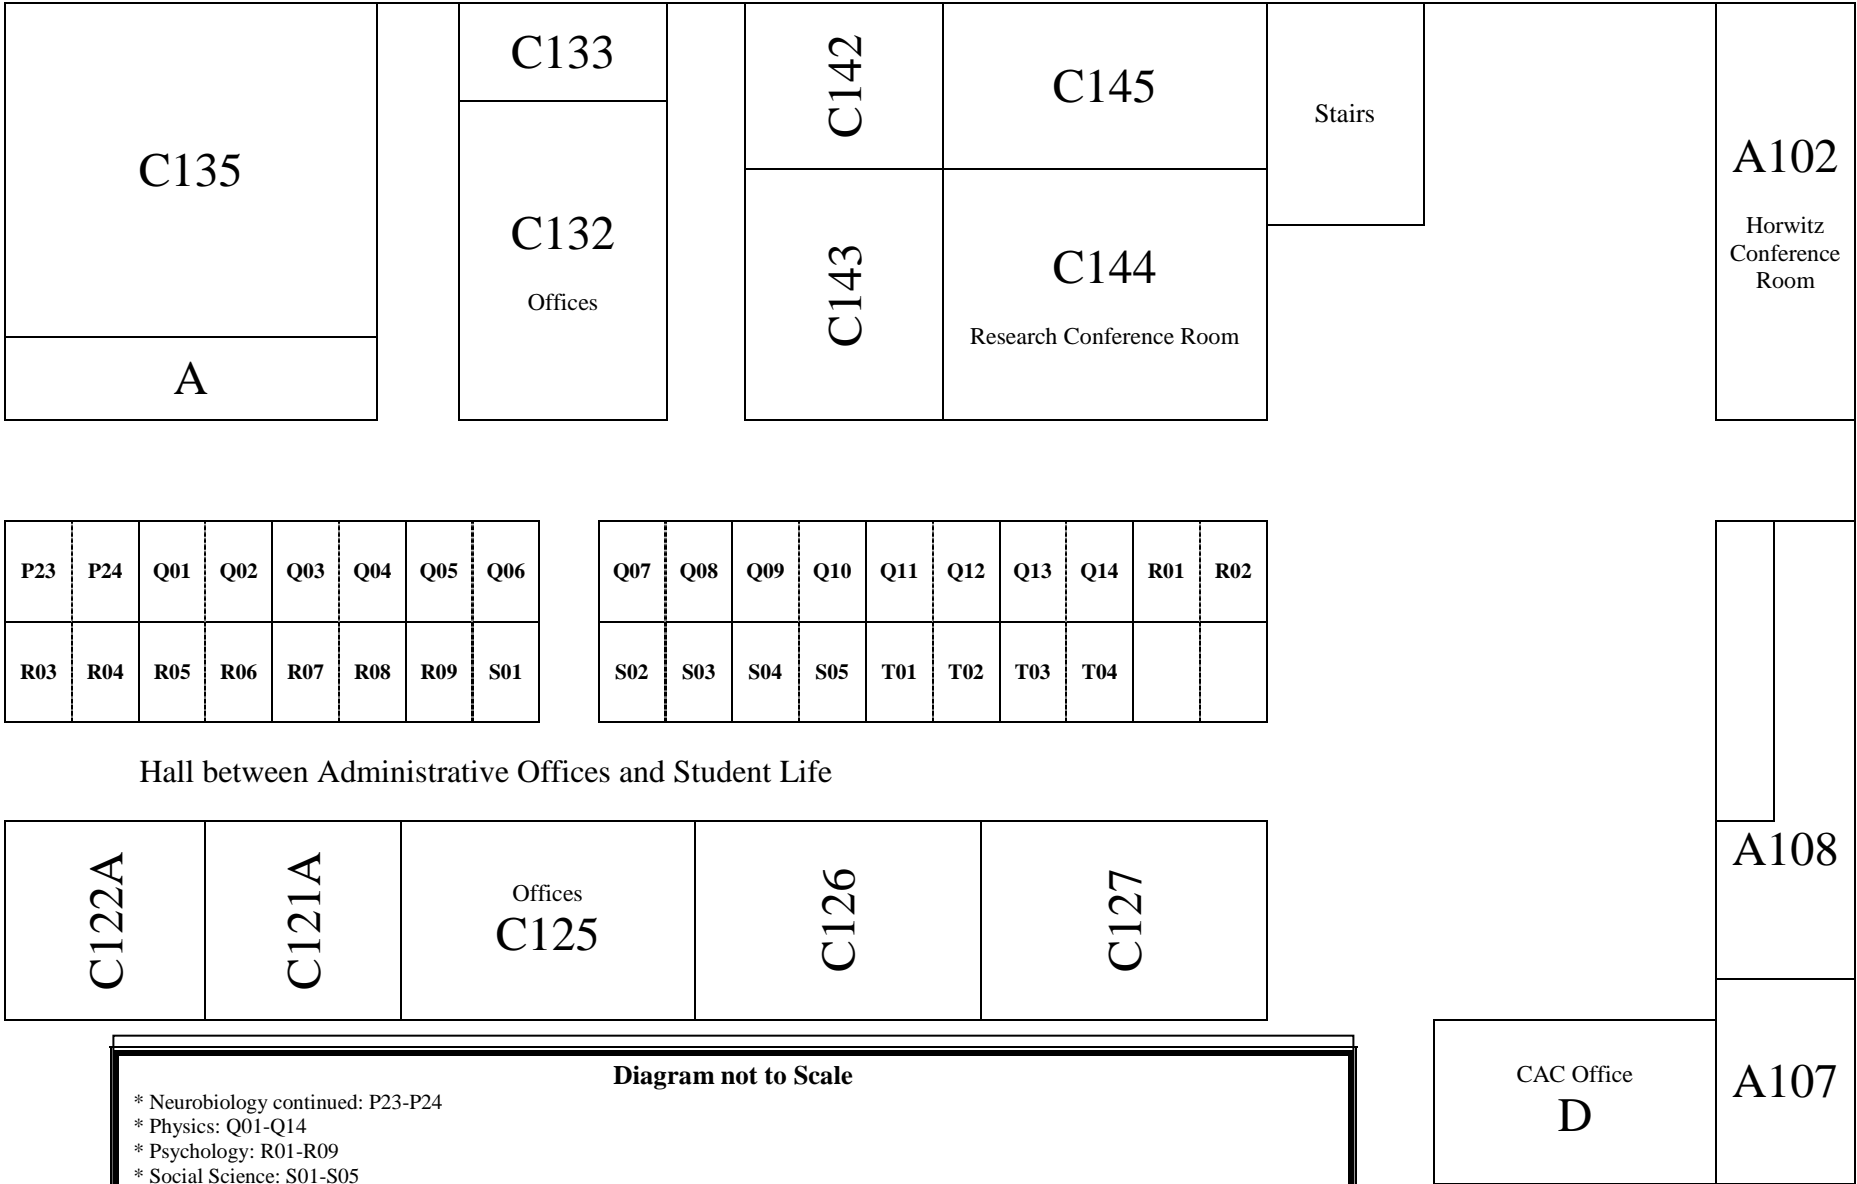 C135
A
C133
C132
Offices
C142
C143
C145
C144
Research Conference Room
Stairs
A102
Horwitz
Conference
Room
P23 P24 Q01 Q02 Q03 Q04 Q05 Q06 Q07 Q08 Q09 Q10 Q11 Q12 Q13 Q14 R01 R02
R03 R04 R05 R06 R07 R08 R09 S01 S02 S03 S04 S05 T01 T02 T03 T04
Hall between Administrative Offices and Student Life
C122A
C121A
Offices
C125
C126
C127
A108
Diagram not to Scale
* Neurobiology continued: P23-P24
* Physics: Q01-Q14
* Psychology: R01-R09
* Social Science: S01-S05
CAC Office
D
A107